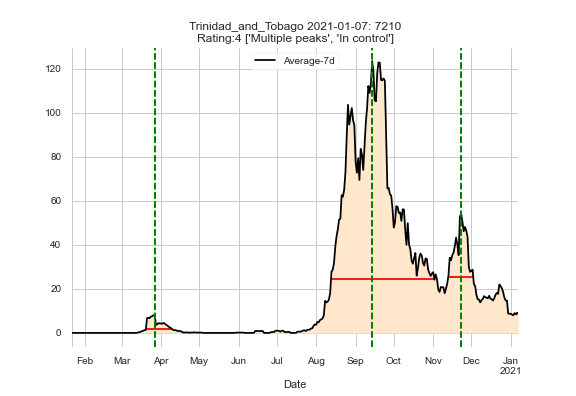 Trinidad_and_Tobago 2021-01-07: 7210
Rating:4 ['Multiple peaks', 'In control']
Average-7d
120
100
80
60
40
20
0
Feb Mar Apr May Jun Jul Aug Sep Oct Nov Dec Jan
2021
Date